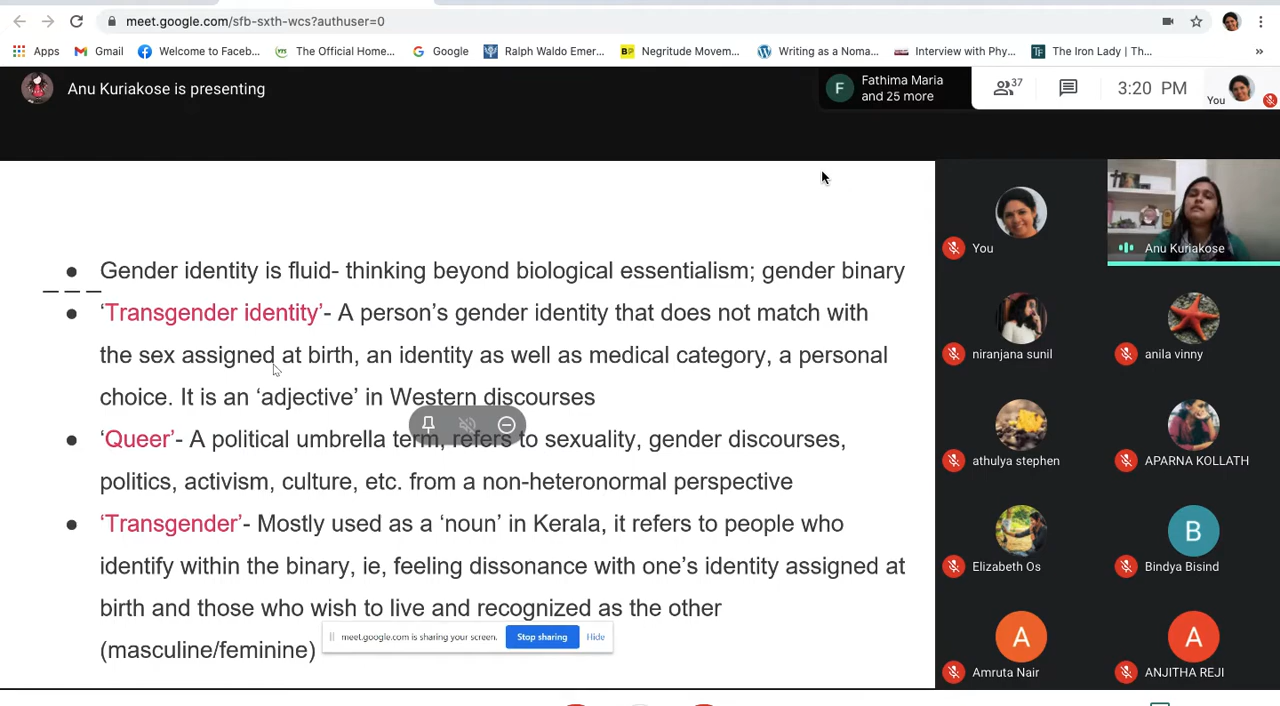 meet.google.com/sfb-sxth-wcs?authuser=0
Apps Gmail Welcome to Faceb... The Official Home... Google Ralph Waldo Emer... Negritude Movem... Writing as a Noma... Interview with Phy... The Iron Lady | Th... »
Anu Kuriakose is presenting
F Fathima Maria
and 25 more
37
3:20 PM
You
• Gender identity is fluid- thinking beyond biological essentialism; gender binary
• ‘Transgender identity’- A person’s gender identity that does not match with
the sex assigned at birth, an identity as well as medical category, a personal
choice. It is an ‘adjective’ in Western discourses
• ‘Queer’- A political umbrella term, refers to sexuality, gender discourses,
politics, activism, culture, etc. from a non-heteronormal perspective
• ‘Transgender’- Mostly used as a ‘noun’ in Kerala, it refers to people who
identify within the binary, ie, feeling dissonance with one’s identity assigned at
birth and those who wish to live and recognized as the other
(masculine/feminine)
meet.google.com is sharing your screen. Stop sharing Hide
You Anu Kuriakose
niranjana sunil anila vinny
athulya stephen APARNA KOLLATH
B
Elizabeth Os Bindya Bisind
A A
Amruta Nair ANJITHA REJI